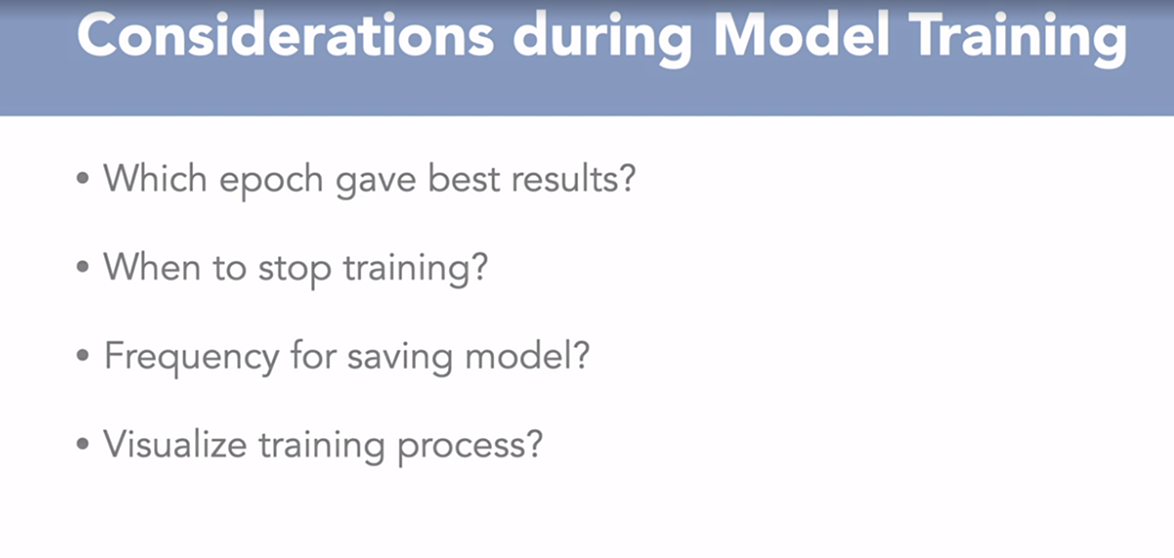 Considerations during Model Training
• Which epoch gave best results?
• When to stop training?
• Frequency for saving model?
• Visualize training process?